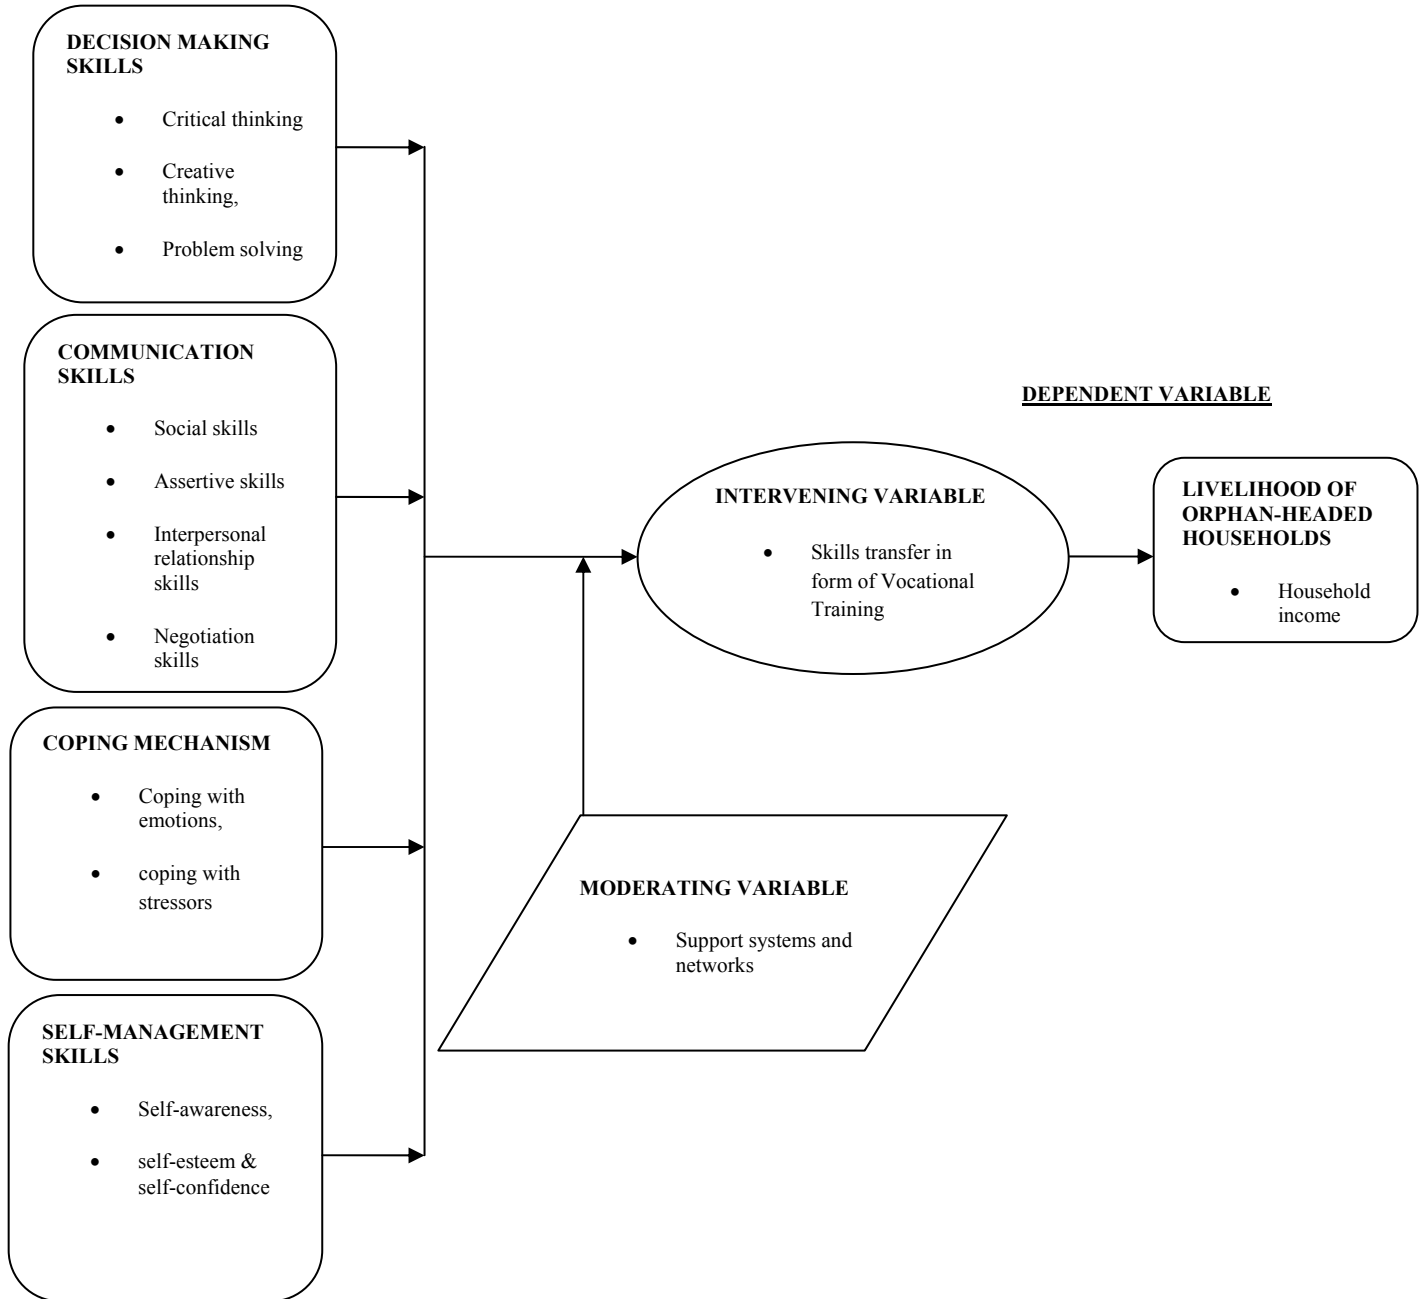 DECISION MAKING
SKILLS
• Critical thinking
• Creative
thinking,
• Problem solving
COMMUNICATION
SKILLS
• Social skills
• Assertive skills
• Interpersonal
relationship
skills
• Negotiation
skills
COPING MECHANISM
• Coping with
emotions,
• coping with
stressors
SELF-MANAGEMENT
SKILLS
• Self-awareness,
• self-esteem &
self-confidence
INTERVENING VARIABLE
• Skills transfer in
form of Vocational
Training
MODERATING VARIABLE
• Support systems and
networks
DEPENDENT VARIABLE
LIVELIHOOD OF
ORPHAN-HEADED
HOUSEHOLDS
• Household
income